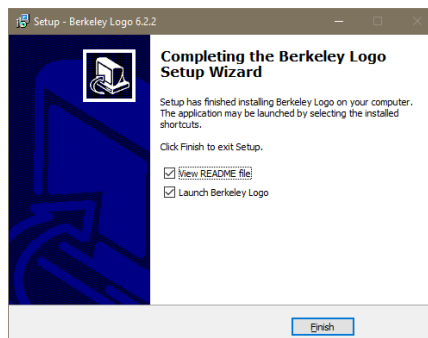 Setup - Berkeley Logo 6.2.2
Completing the Berkeley Logo
Setup Wizard
Setup has finished installing Berkeley Logo on your computer.
The application may be launched by selecting the installed
shortcuts.
Click Finish to exit Setup.
View README file
Launch Berkeley Logo
Finish